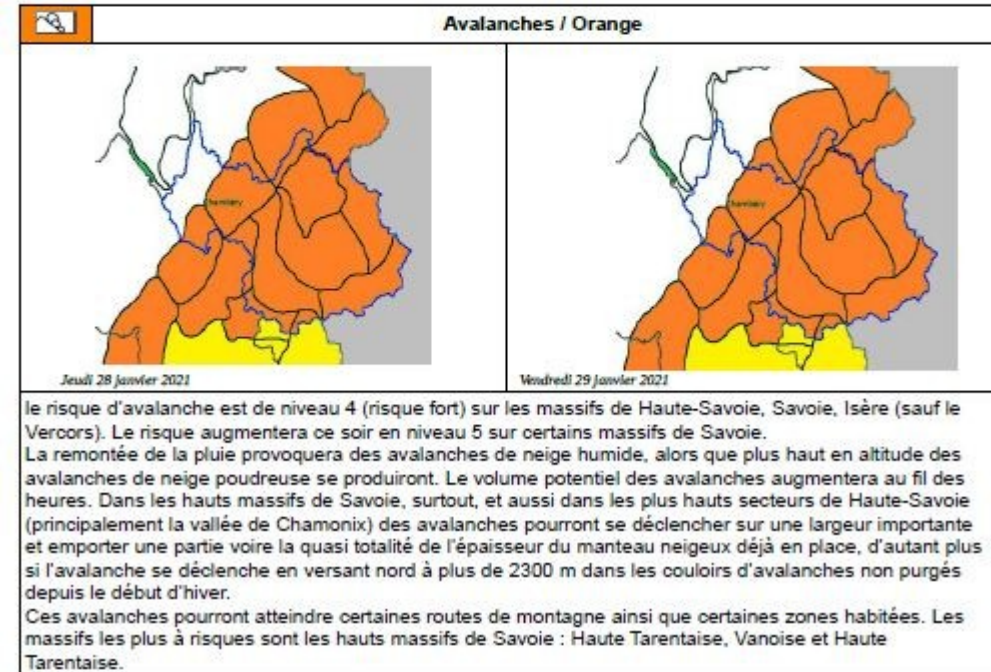 Avalanches / Orange
Chambéry
Chambéry
Jeudi 28 janvier 2021
Vendredi 29 janvier 2021
le risque d'avalanche est de niveau 4 (risque fort) sur les massifs de Haute-Savoie, Savoie, Isère (sauf le
Vercors). Le risque augmentera ce soir en niveau 5 sur certains massifs de Savoie.
La remontée de la pluie provoquera des avalanches de neige humide, alors que plus haut en altitude des
avalanches de neige poudreuse se produiront. Le volume potentiel des avalanches augmentera au fil des
heures. Dans les hauts massifs de Savoie, surtout, et aussi dans les plus hauts secteurs de Haute-Savoie
(principalement la vallée de Chamonix) des avalanches pourront se déclencher sur une largeur importante
et emporter une partie voire la quasi totalité de l'épaisseur du manteau neigeux déjà en place, d'autant plus
si l'avalanche se déclenche en versant nord à plus de 2300 m dans les couloirs d'avalanches non purgés
depuis le début d'hiver.
Ces avalanches pourront atteindre certaines routes de montagne ainsi que certaines zones habitées. Les
massifs les plus à risques sont les hauts massifs de Savoie : Haute Tarentaise, Vanoise et Haute
Tarentaise.